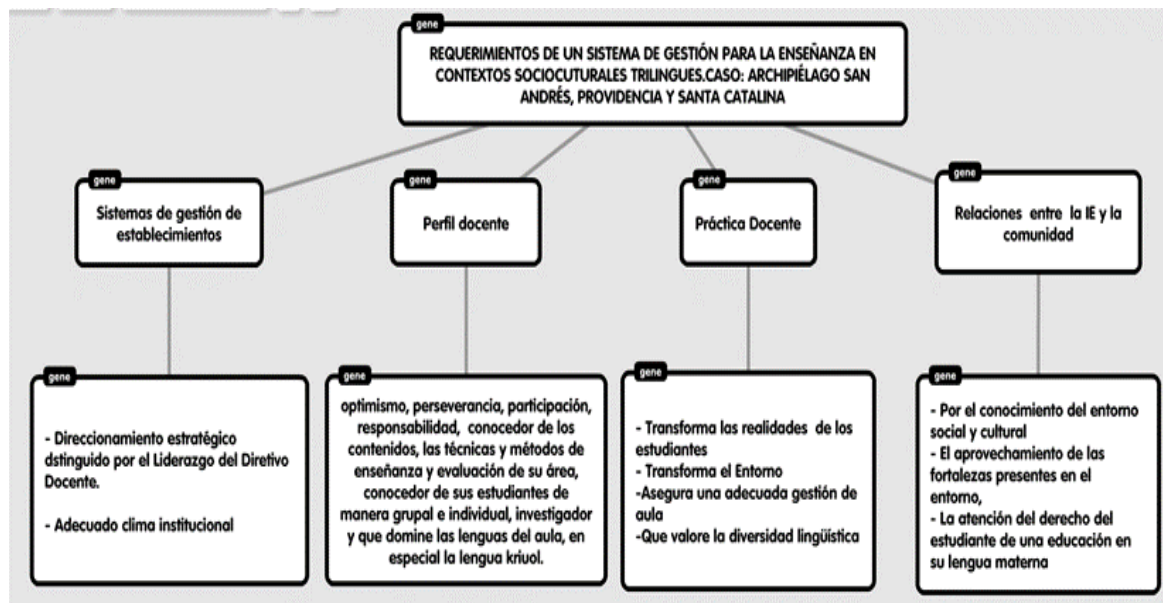 gene
REQUERIMIENTOS DE UN SISTEMA DE GESTIÓN PARA LA ENSEÑANZA EN
CONTEXTOS SOCIOCUTURALES TRILINGUES.CASO: ARCHIPIÉLAGO SAN
ANDRÉS, PROVIDENCIA Y SANTA CATALINA
gene
Sistemas de gestión de
establecimientos
gene
Perfil docente
gene
Práctica Docente
gene
Relaciones entre la IE y la
comunidad
gene
- Direccionamiento estratégico
dstinguido por el Liderazgo del Diretivo
Docente.
- Adecuado clima institucional
gene
optimismo, perseverancia, participación,
responsabilidad, conocedor de los
contenidos, las técnicas y métodos de
enseñanza y evaluación de su área,
conocedor de sus estudiantes de
manera grupal e individual, investigador
y que domine las lenguas del aula, en
especial la lengua kriuol.
gene
- Transforma las realidades de los
estudiantes
- Transforma el Entorno
-Asegura una adecuada gestión de
aula
-Que valore la diversidad lingüística
gene
- Por el conocimiento del entorno
social y cultural
- El aprovechamiento de las
fortalezas presentes en el
entorno,
- La atención del derecho del
estudiante de una educación en
su lengua materna